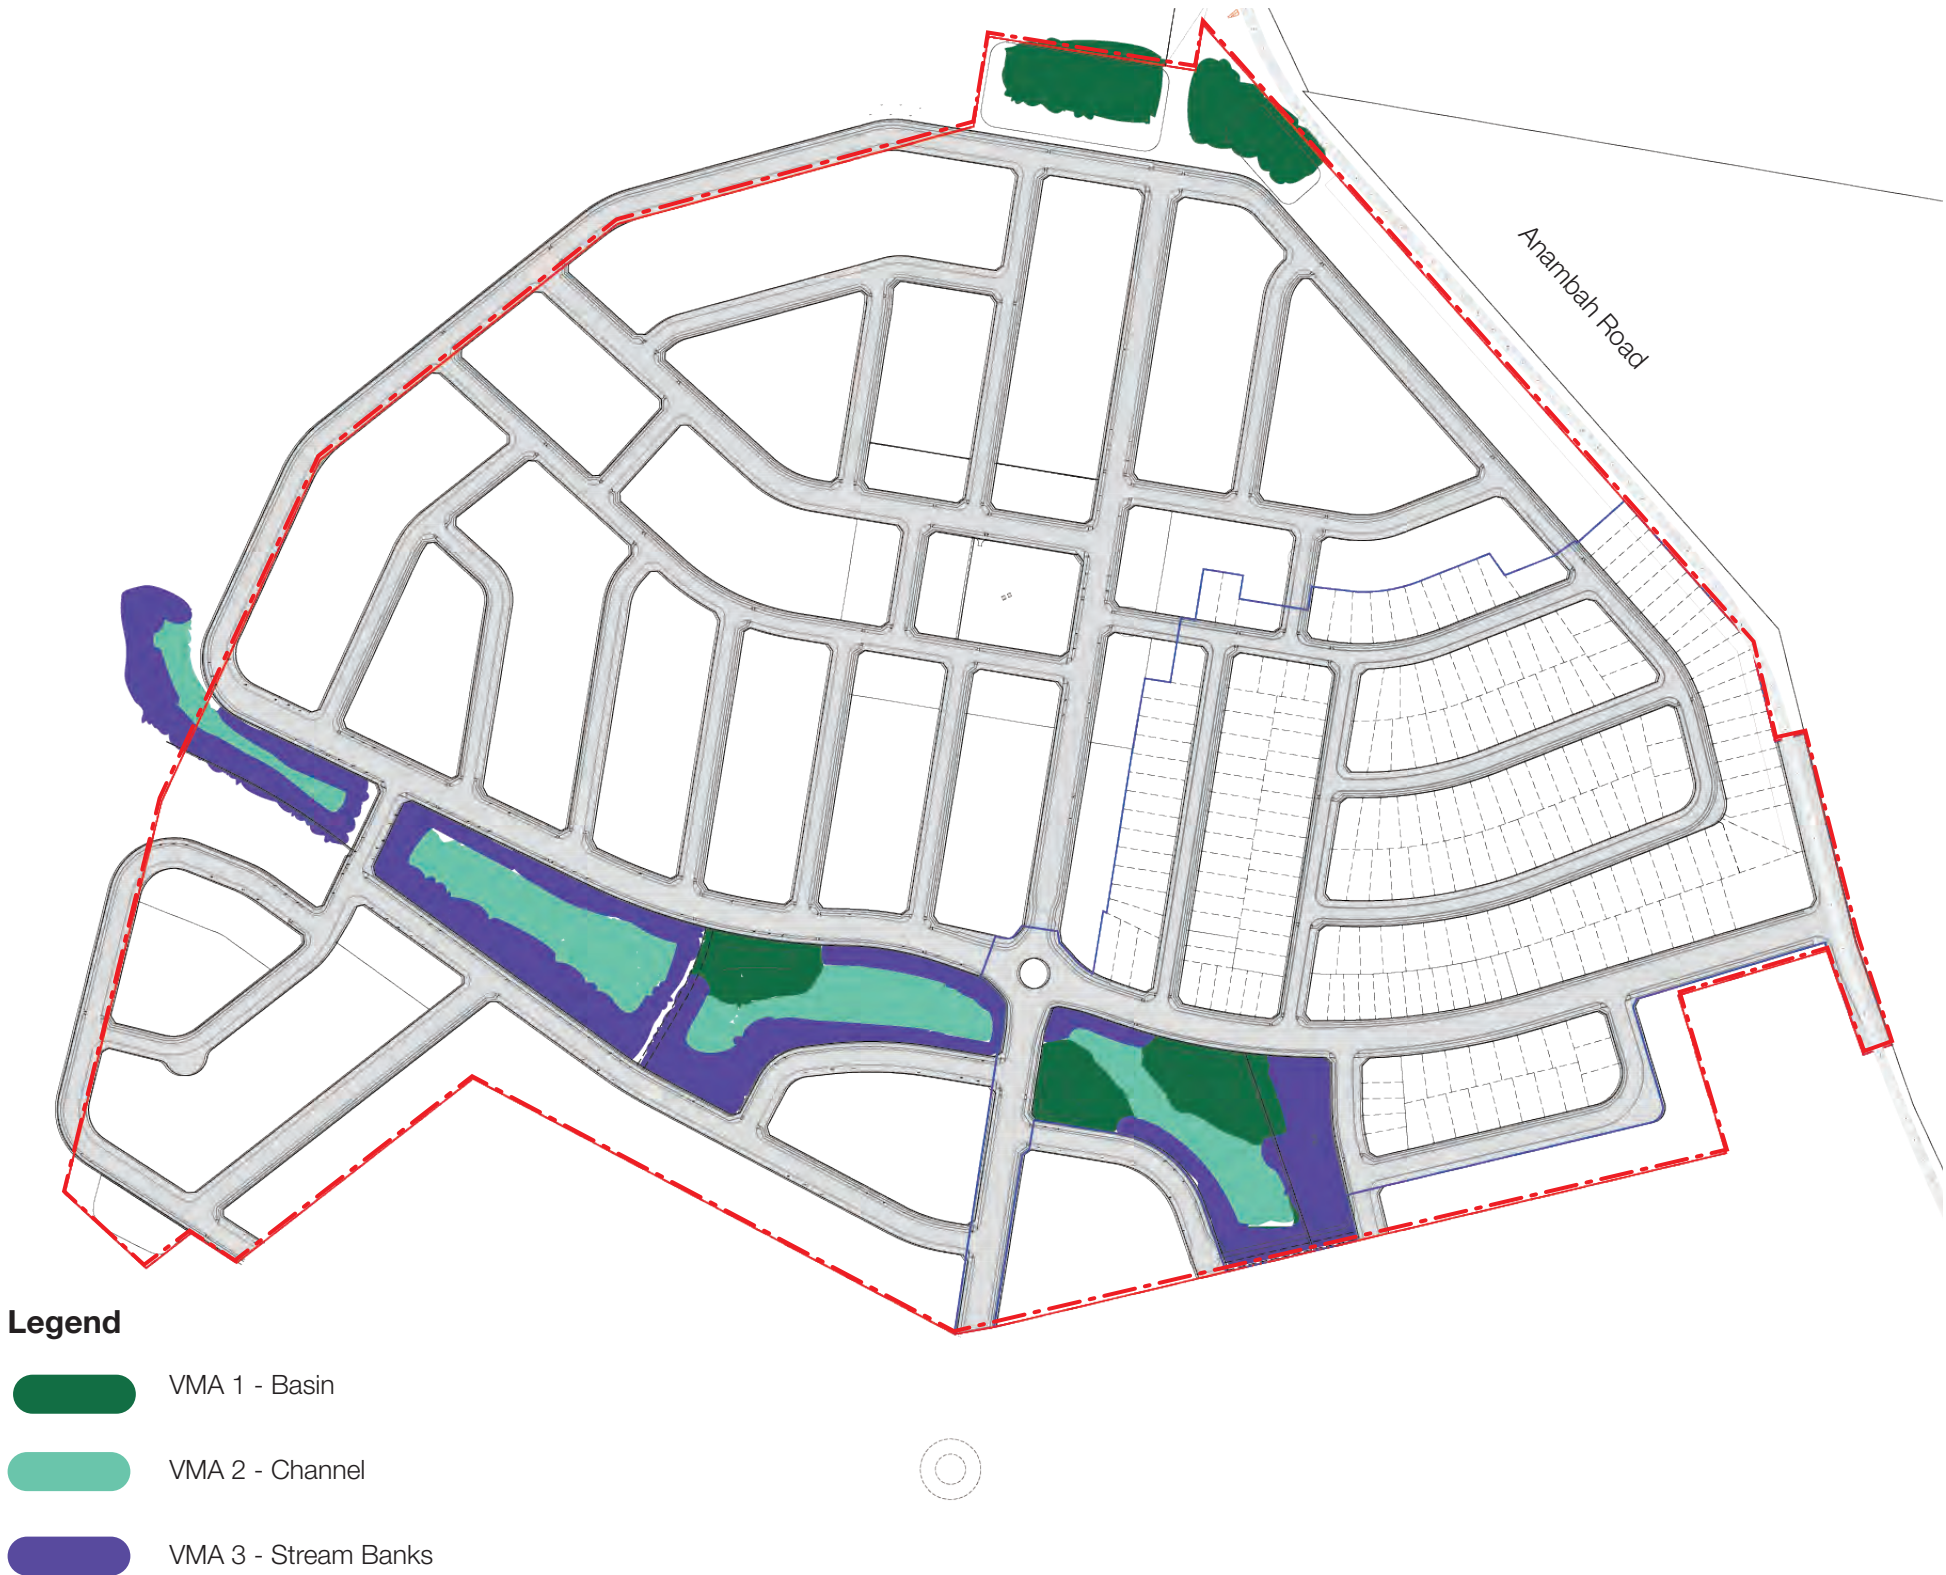 Anambah Road
Legend
VMA 1 - Basin
VMA 2 - Channel
VMA 3 - Stream Banks